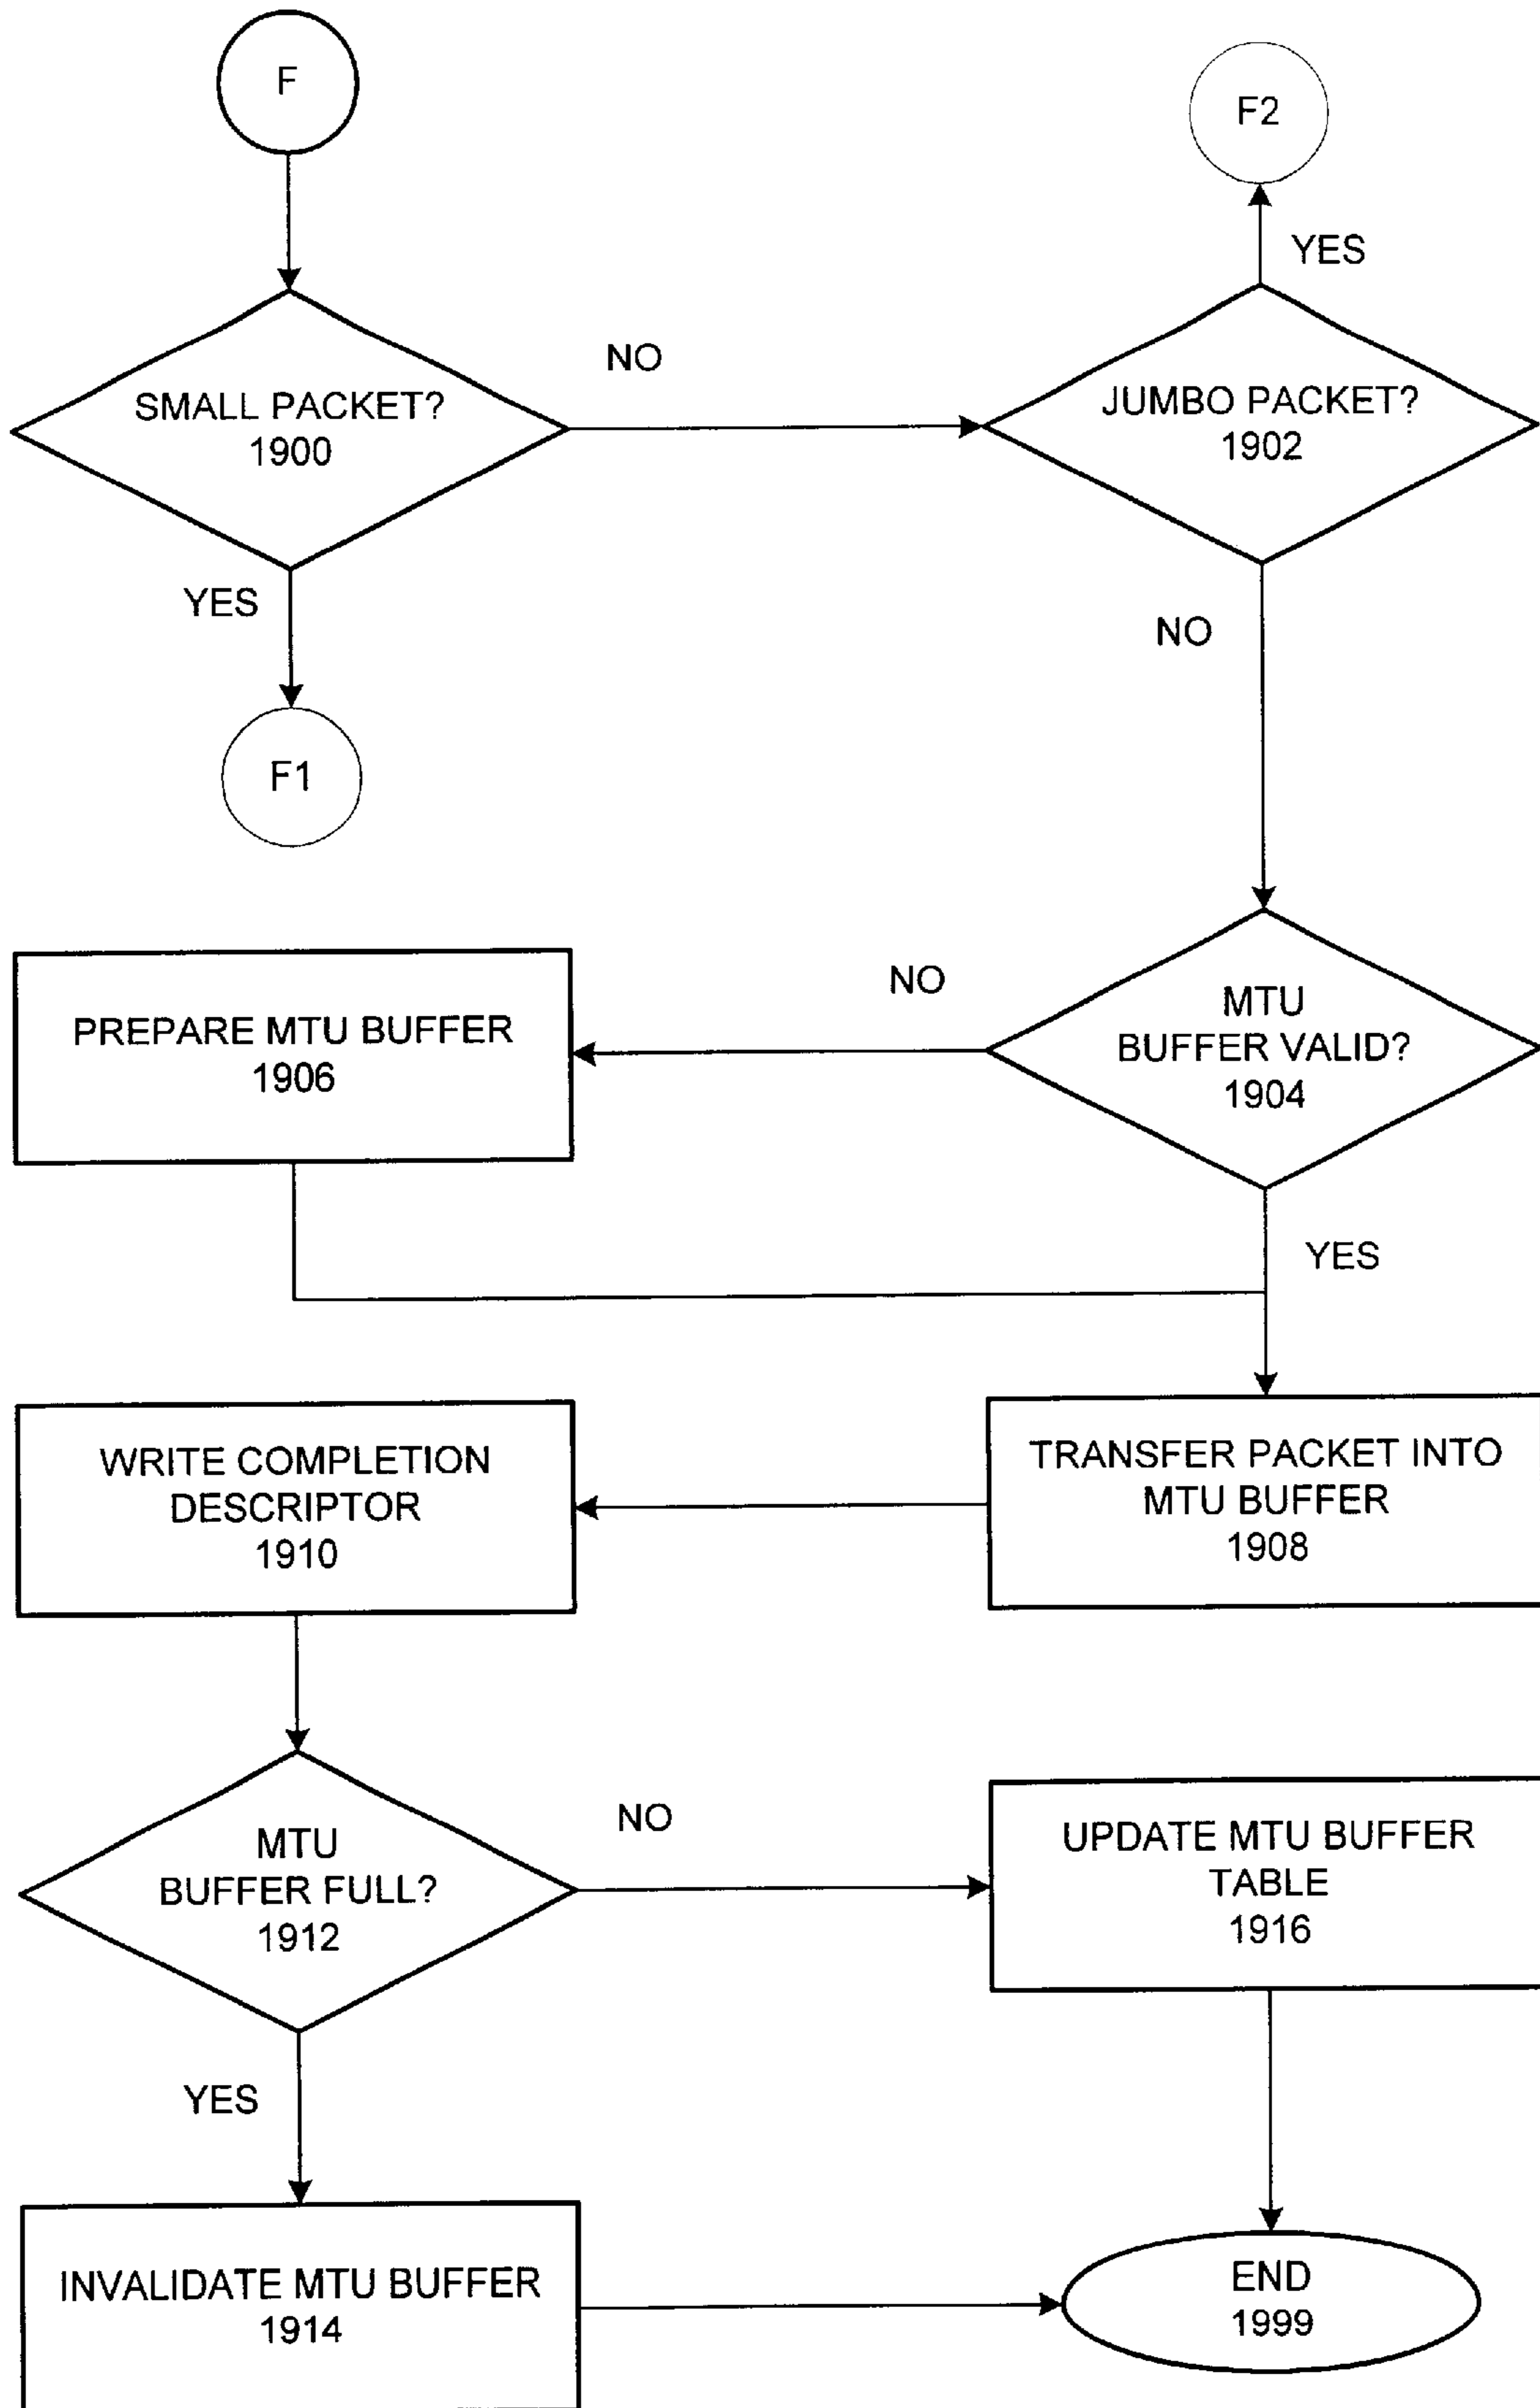 F
F2
YES
SMALL PACKET?
1900
NO
JUMBO PACKET?
1902
YES
NO
F1
PREPARE MTU BUFFER
1906
NO
MTU
BUFFER VALID?
1904
YES
WRITE COMPLETION
DESCRIPTOR
1910
TRANSFER PACKET INTO
MTU BUFFER
1908
MTU
BUFFER FULL?
1912
NO
UPDATE MTU BUFFER
TABLE
1916
YES
INVALIDATE MTU BUFFER
1914
END
1999